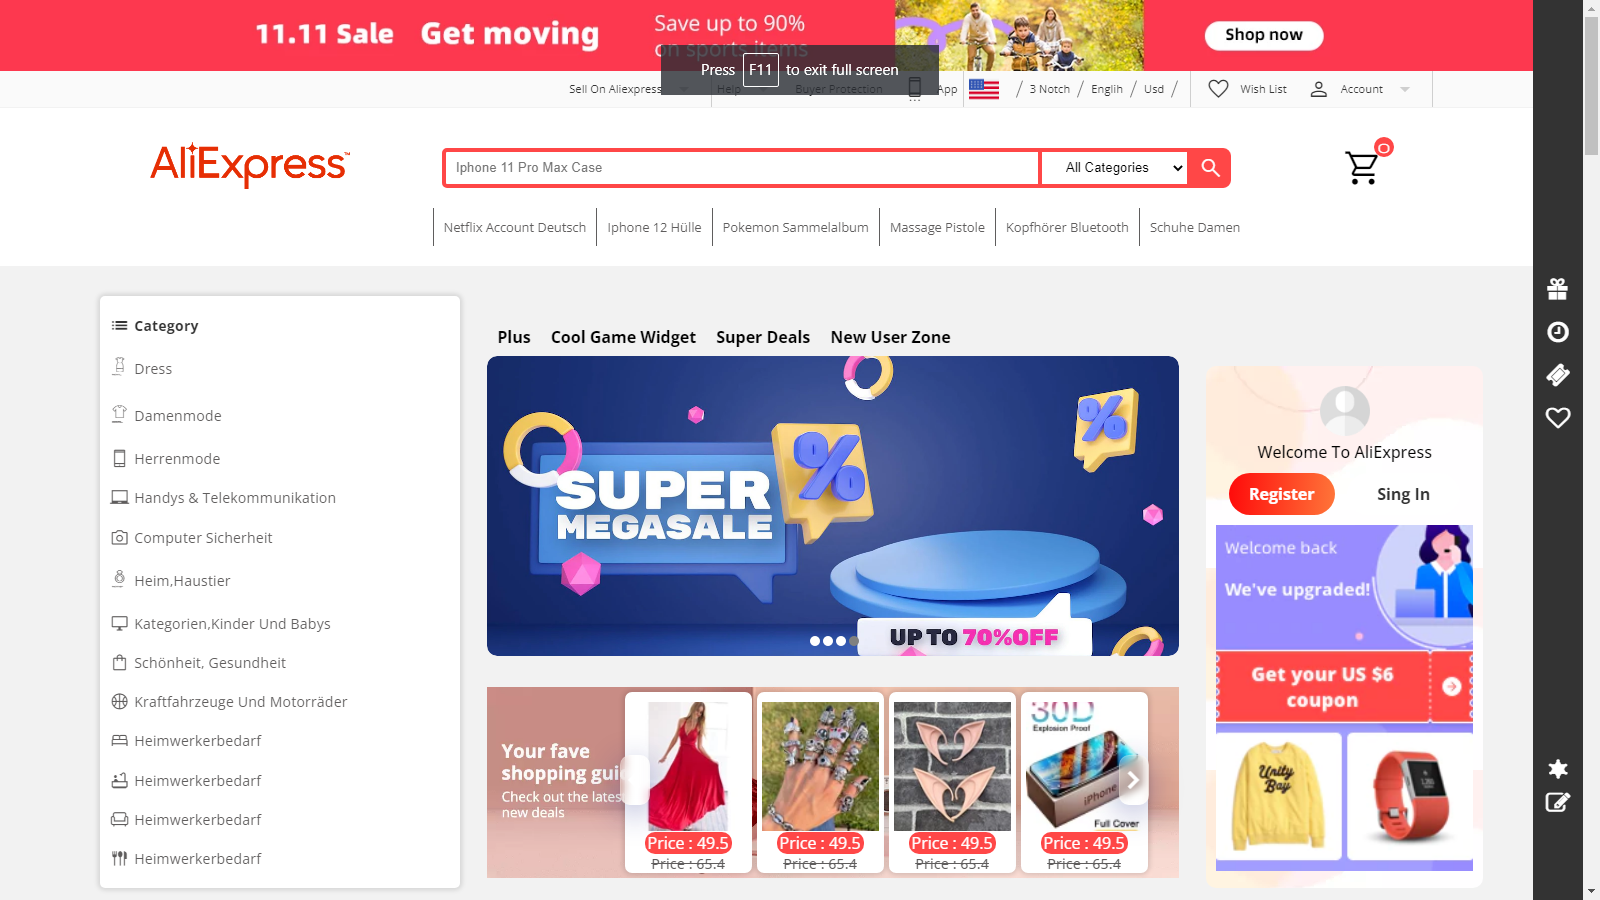 11.11 Sale Get moving Save up to 90%
on sports items
Shop now
Press F11 to exit full screen
Sell On Aliexpress Help Buyer Protection App / 3 Notch / Englih / Usd / Wish List Account
AliExpress™
Iphone 11 Pro Max Case All Categories
0
Netflix Account Deutsch Iphone 12 Hülle Pokemon Sammelalbum Massage Pistole Kopfhörer Bluetooth Schuhe Damen
Category
Dress
Damenmode
Herrenmode
Handys & Telekommunikation
Computer Sicherheit
Heim,Haustier
Kategorien,Kinder Und Babys
Schönheit, Gesundheit
Kraftfahrzeuge Und Motorräder
Heimwerkerbedarf
Heimwerkerbedarf
Heimwerkerbedarf
Heimwerkerbedarf
Plus Cool Game Widget Super Deals New User Zone
SUPER
MEGASALE
%
%
UP TO 70%OFF
Your fave
shopping gui
Check out the lates
new deals
Price : 49.5
Price : 65.4
Price : 49.5
Price : 65.4
Price : 49.5
Price : 65.4
30D
Explosion Proof
iPhone
Full Cover
Price : 49.5
Price : 65.4
Welcome To AliExpress
Register Sing In
Welcome back
We've upgraded!
Get your US $6
coupon
Unity
Bay